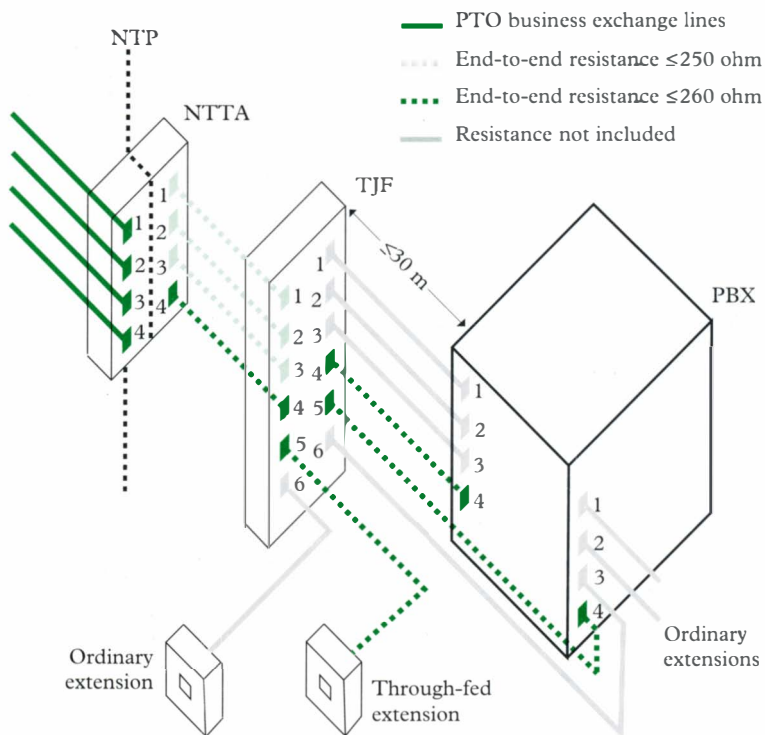 PTO business exchange lines
End-to-end resistance ≤250 ohm
End-to-end resistance ≤260 ohm
Resistance not included
NTP
NTTA
TJF
≤30 m
PBX
1
2
3
4
1
2
3
4
1
2
3
4
5
6
1
2
3
4
5
6
1
2
3
4
1
2
3
4
Ordinary
extension
Through-fed
extension
Ordinary
extensions